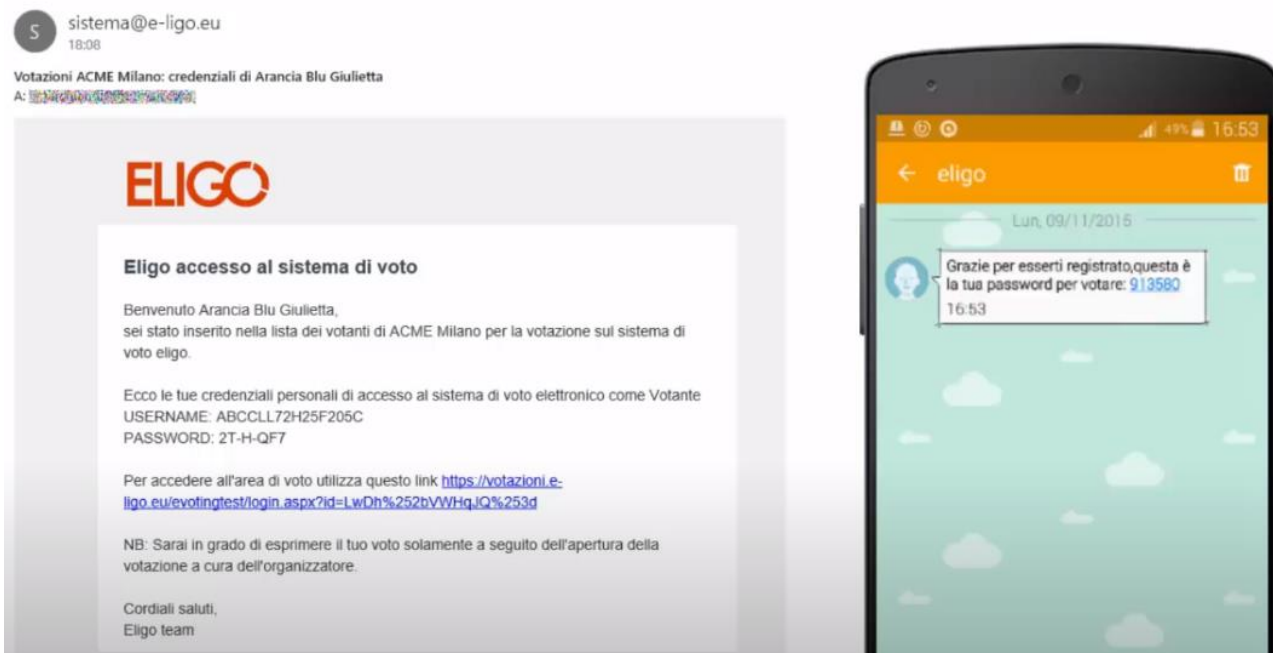 S
sistema@e-ligo.eu
18:08
Votazioni ACME Milano: credenziali di Arancia Blu Giulietta
A:
ELIGO
Eligo accesso al sistema di voto
Benvenuto Arancia Blu Giulietta,
sei stato inserito nella lista dei votanti di ACME Milano per la votazione sul sistema di
voto eligo.
Ecco le tue credenziali personali di accesso al sistema di voto elettronico come Votante
USERNAME: ABCCLL72H25F205C
PASSWORD: 2T-H-QF7
Per accedere all'area di voto utilizza questo link https://votazioni.e-
ligo.eu/evotingtest/login.aspx?id=LwDh%252bVWHqJQ%253d
NB: Sarai in grado di esprimere il tuo voto solamente a seguito dell'apertura della
votazione a cura dell'organizzatore.
Cordiali saluti,
Eligo team
49% 16:53
eligo
Lun, 09/11/2015
Grazie per esserti registrato,questa è
la tua password per votare: 913580
16:53